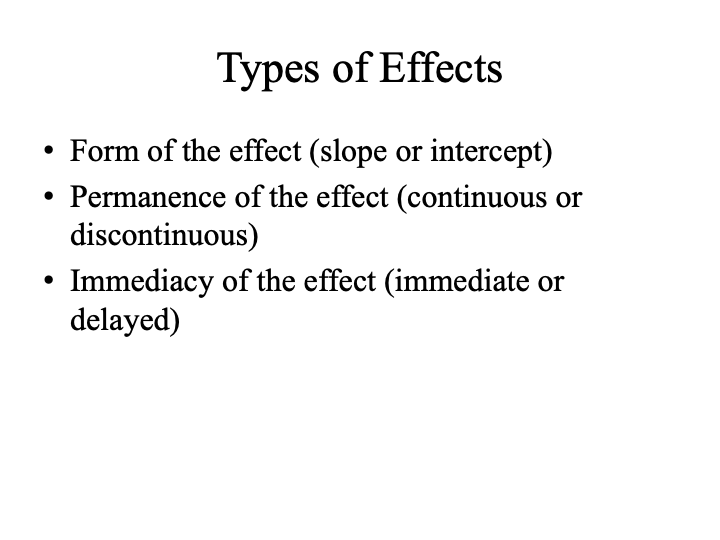 Types of Effects
• Form of the effect (slope or intercept)
• Permanence of the effect (continuous or
discontinuous)
• Immediacy of the effect (immediate or
delayed)